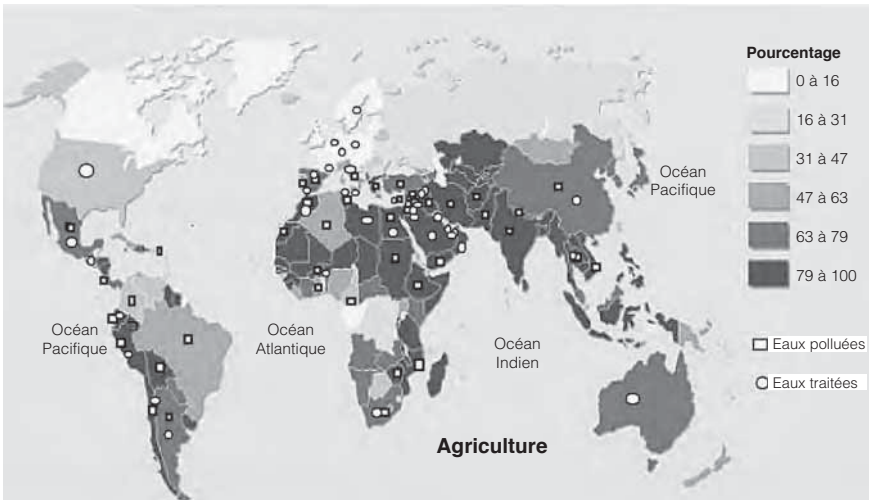 Pourcentage
0 à 16
16 à 31
31 à 47
47 à 63
63 à 79
79 à 100
Océan
Pacifique
Océan
Pacifique
Océan
Atlantique
Océan
Indien
Eaux polluées
Eaux traitées
Agriculture